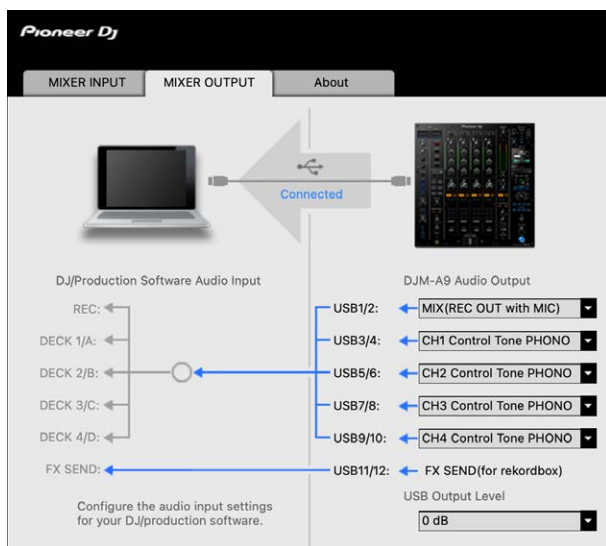 Pioneer Dj
MIXER INPUT MIXER OUTPUT About
Connected
DJ/Production Software Audio Input DJM-A9 Audio Output
REC: USB1/2: MIX(REC OUT with MIC)
DECK 1/A: USB3/4: CH1 Control Tone PHONO
DECK 2/B: USB5/6: CH2 Control Tone PHONO
DECK 3/C: USB7/8: CH3 Control Tone PHONO
DECK 4/D: USB9/10: CH4 Control Tone PHONO
FX SEND: USB11/12: FX SEND(for rekordbox)
Configure the audio input settings
for your DJ/production software.
USB Output Level
0 dB